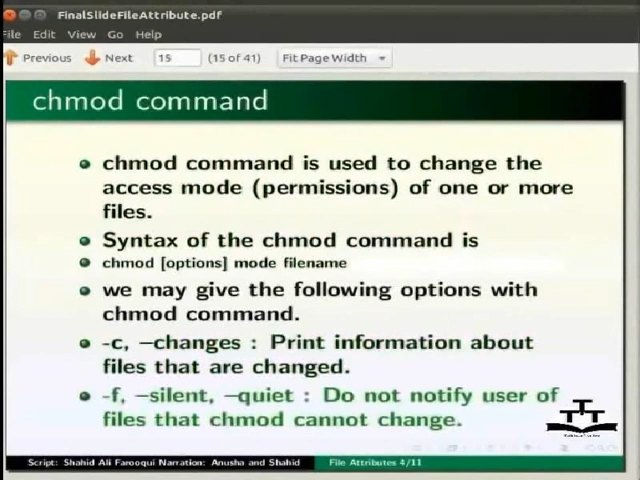 FinalSlideFileAttribute.pdf
File Edit View Go Help
Previous Next 15 (15 of 41) Fit Page Width
chmod command
chmod command is used to change the
access mode (permissions) of one or more
files.
Syntax of the chmod command is
chmod [options] mode filename
we may give the following options with
chmod command.
-c, –changes : Print information about
files that are changed.
-f, –silent, –quiet : Do not notify user of
files that chmod cannot change.
Script: Shahid Ali Farooqui Narration: Anusha and Shahid File Attributes 4/11